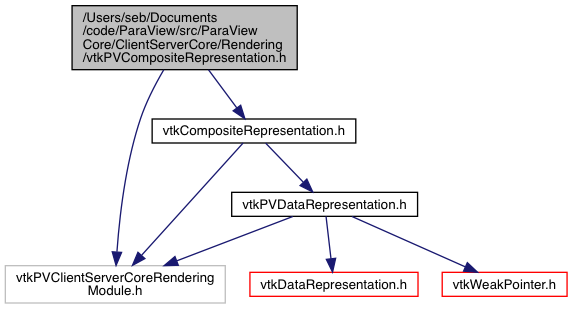 /Users/seb/Documents
/code/ParaView/src/ParaView
Core/ClientServerCore/Rendering
/vtkPVCompositeRepresentation.h
vtkCompositeRepresentation.h
vtkPVDataRepresentation.h
vtkPVClientServerCoreRendering
Module.h
vtkDataRepresentation.h
vtkWeakPointer.h